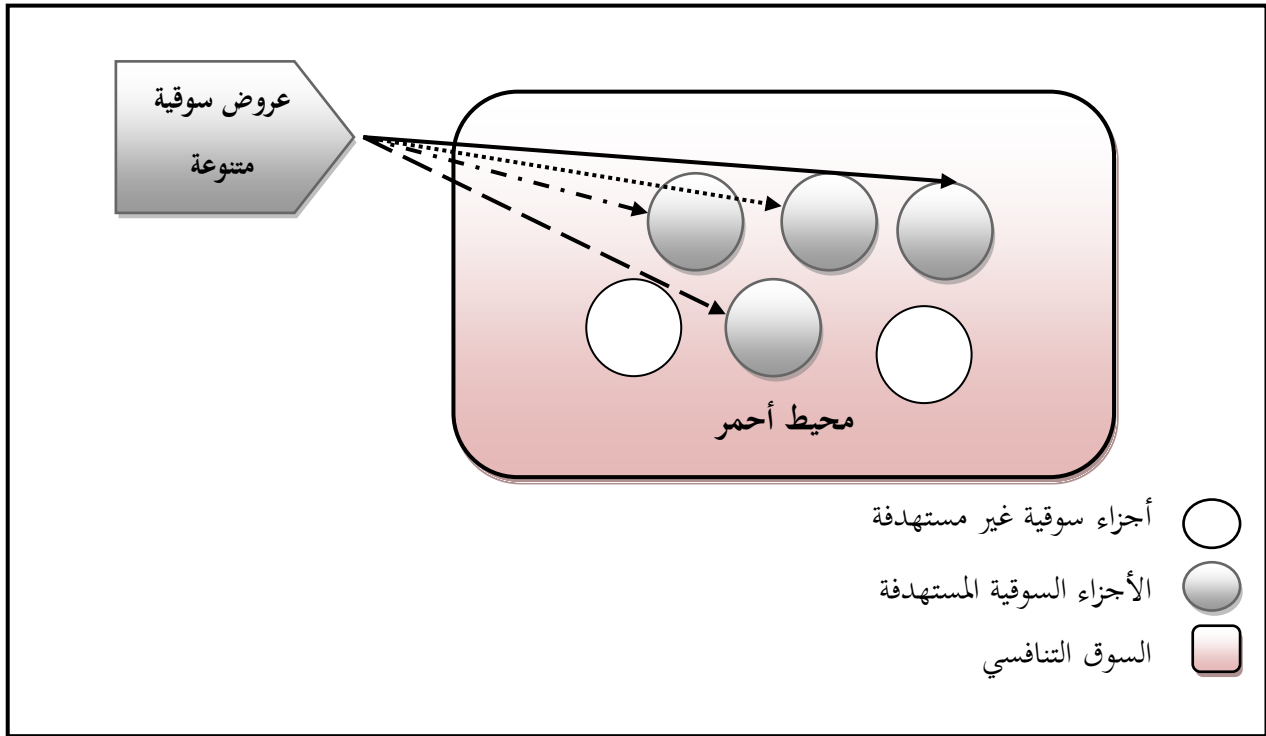 عروض سوقية
متنوعة
محيط أحمر
أجزاء سوقية غير مستهدفة
الأجزاء السوقية المستهدفة
السوق التنافسي